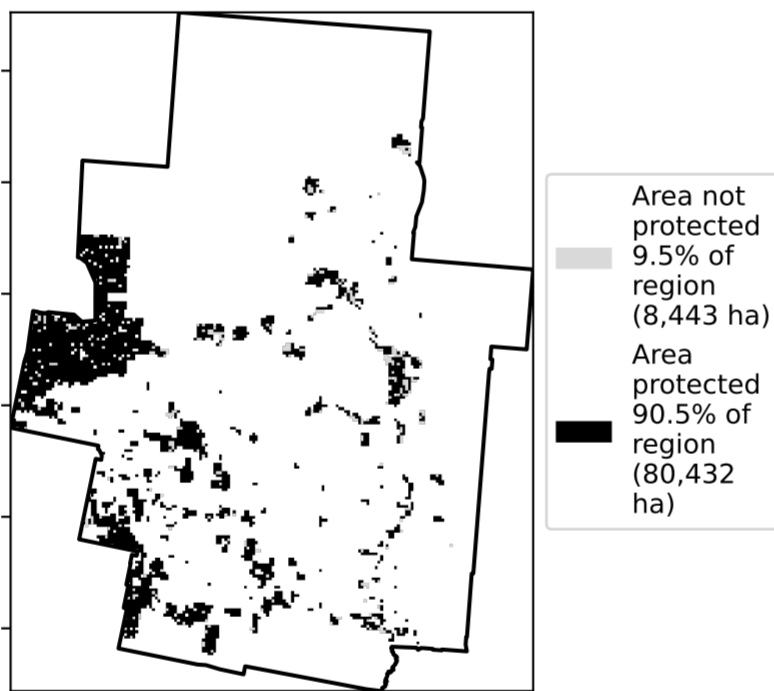 Area not
protected
9.5% of
region
(8,443 ha)
Area
protected
90.5% of
region
(80,432
ha)